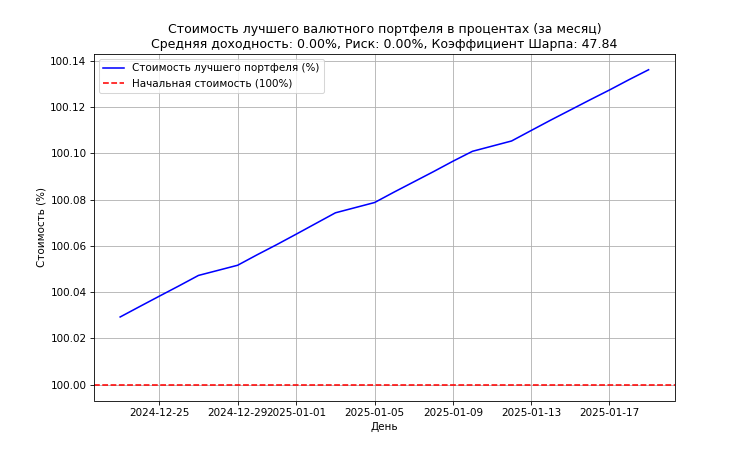 Стоимость лучшего валютного портфеля в процентах (за месяц)
Средняя доходность: 0.00%, Риск: 0.00%, Коэффициент Шарпа: 47.84
Стоимость лучшего портфеля (%)
Начальная стоимость (100%)
Стоимость (%)
100.14
100.12
100.10
100.08
100.06
100.04
100.02
100.00
2024-12-25 2024-12-29 2025-01-01 2025-01-05 2025-01-09 2025-01-13 2025-01-17
День